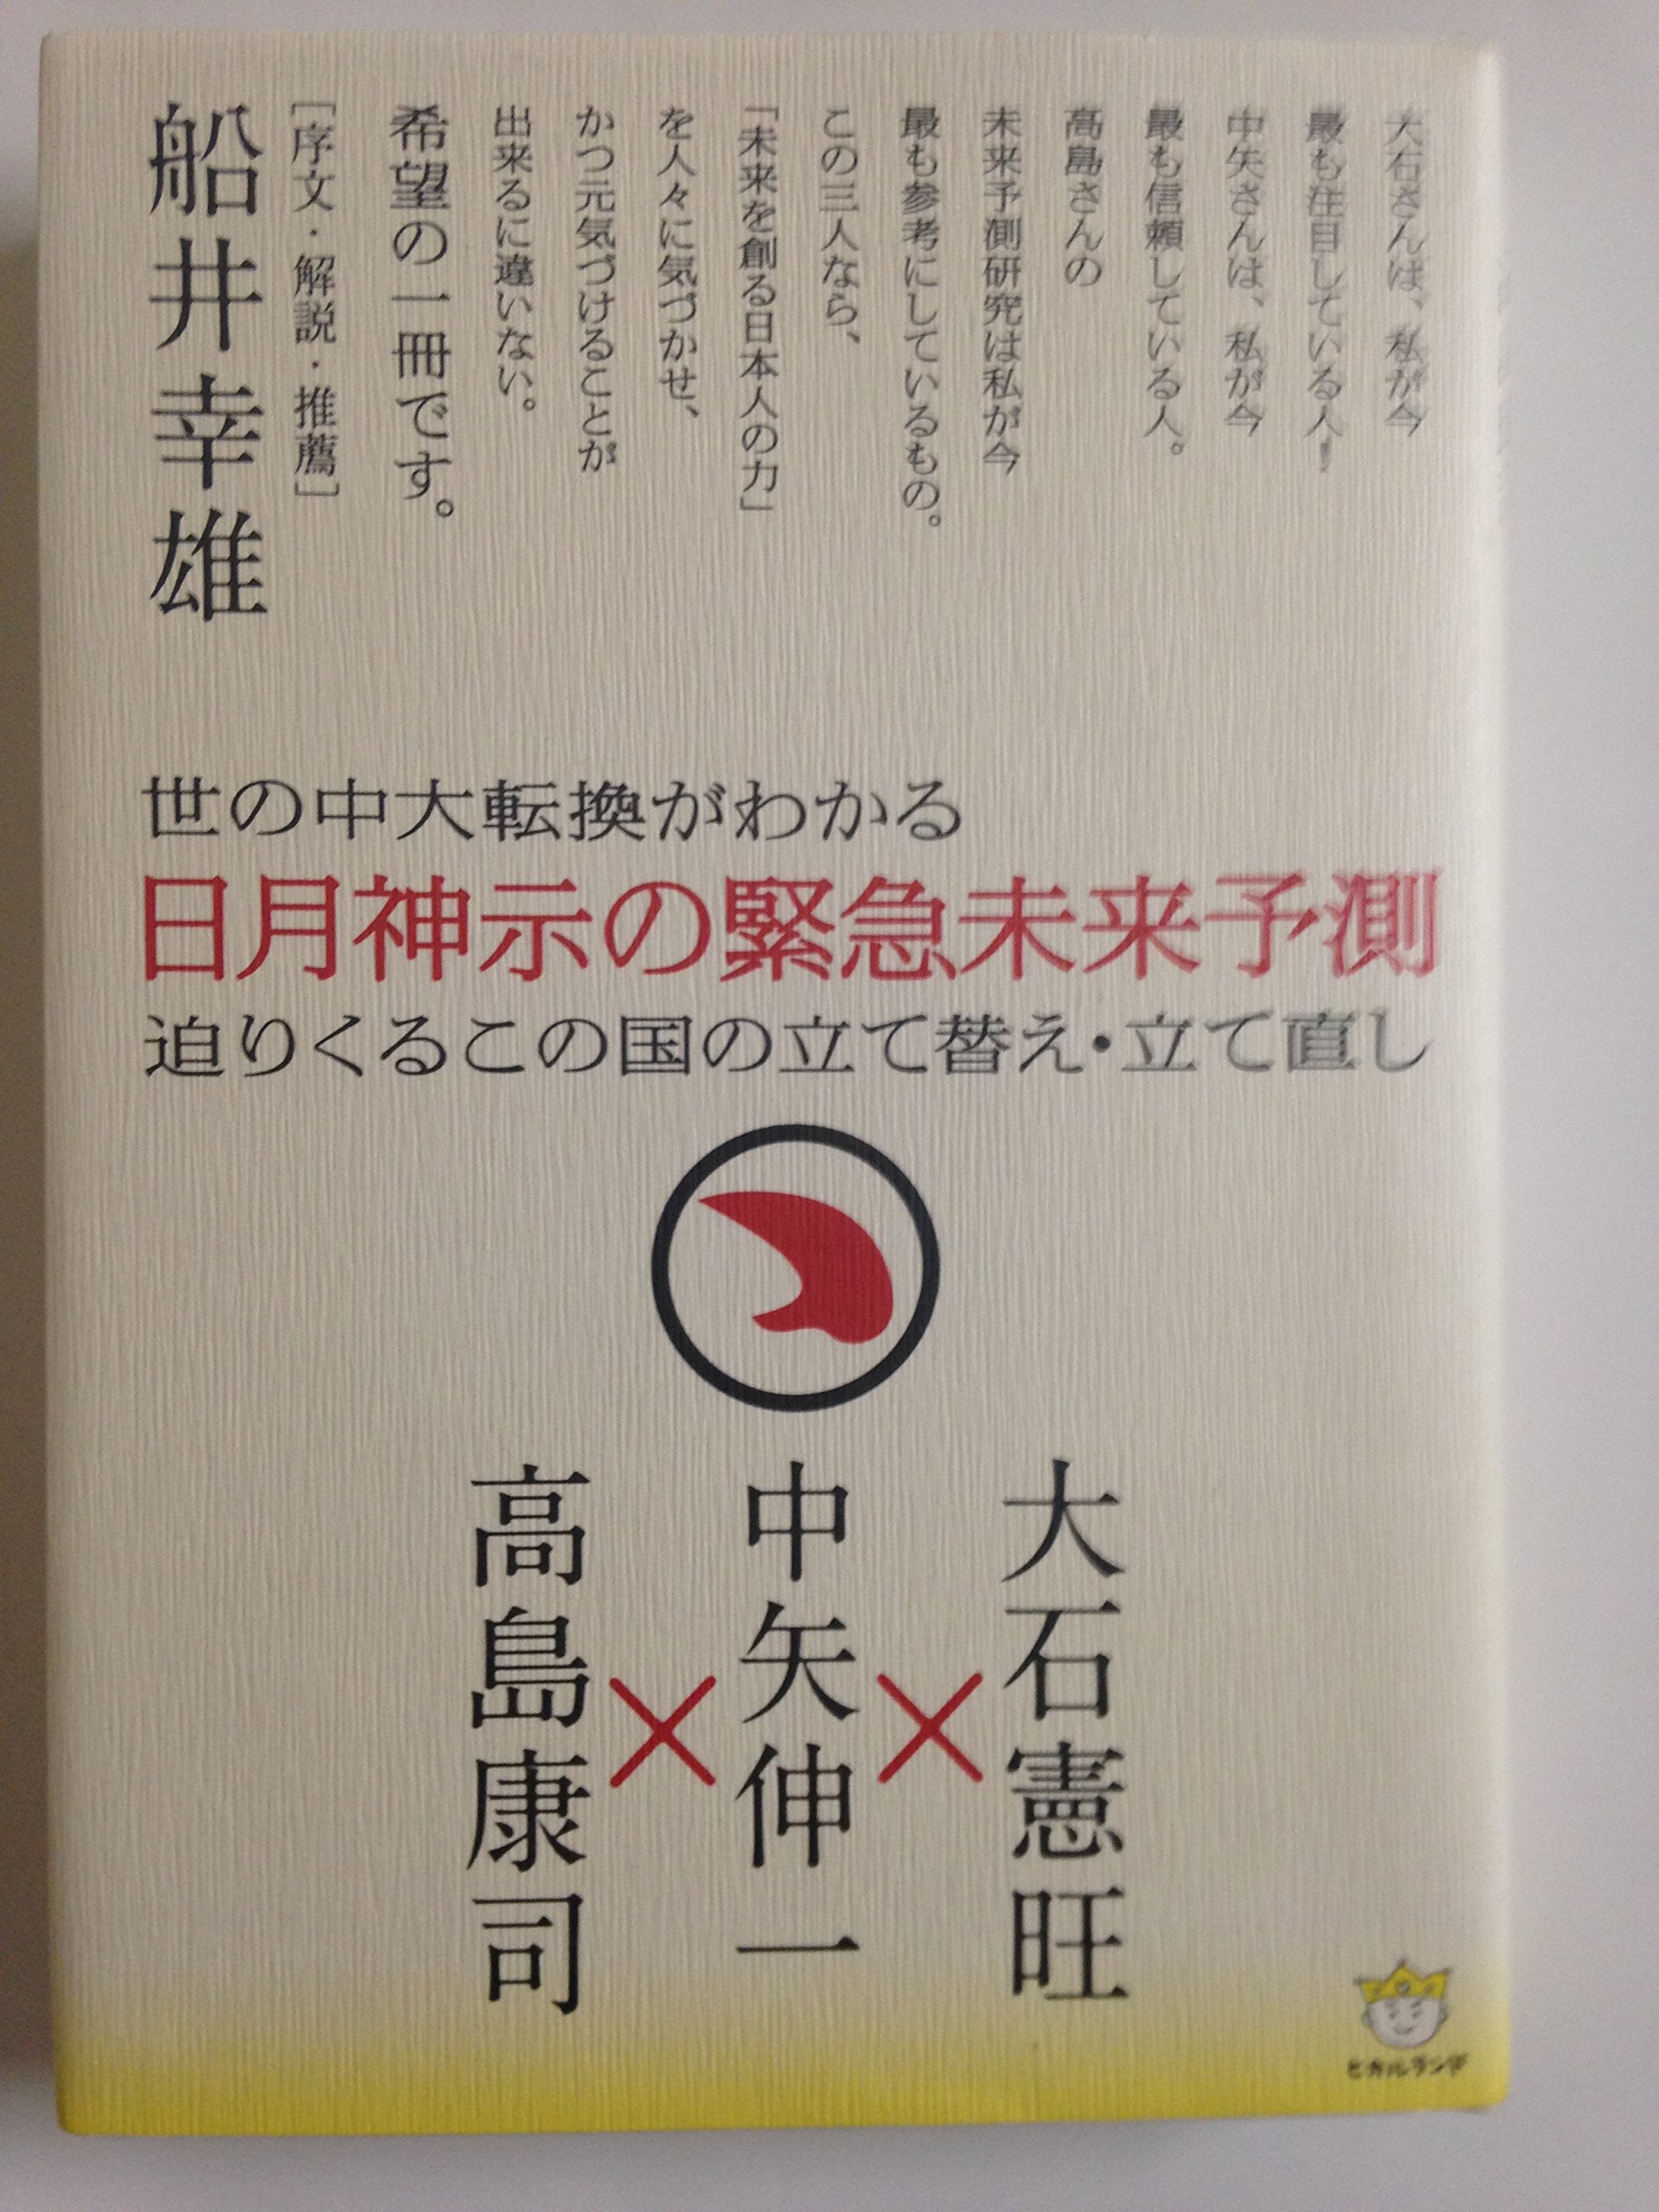 大石さんは、私が今
最も注目している人！
中矢さんは、私が今
最も信頼している人。
高島さんの
未来予測研究は私が今
最も参考にしているもの。
この三人なら、
「未来を創る日本人の力」
を人々に気づかせ、
かつ元気づけることが
出来るに違いない。
希望の一冊です。
［序文・解説・推薦］
船井幸雄
世の中大転換がわかる
日月神示の緊急未来予測
迫りくるこの国の立て替え・立て直し
大石憲旺
×
中矢伸一
×
高島康司
ヒカルランド